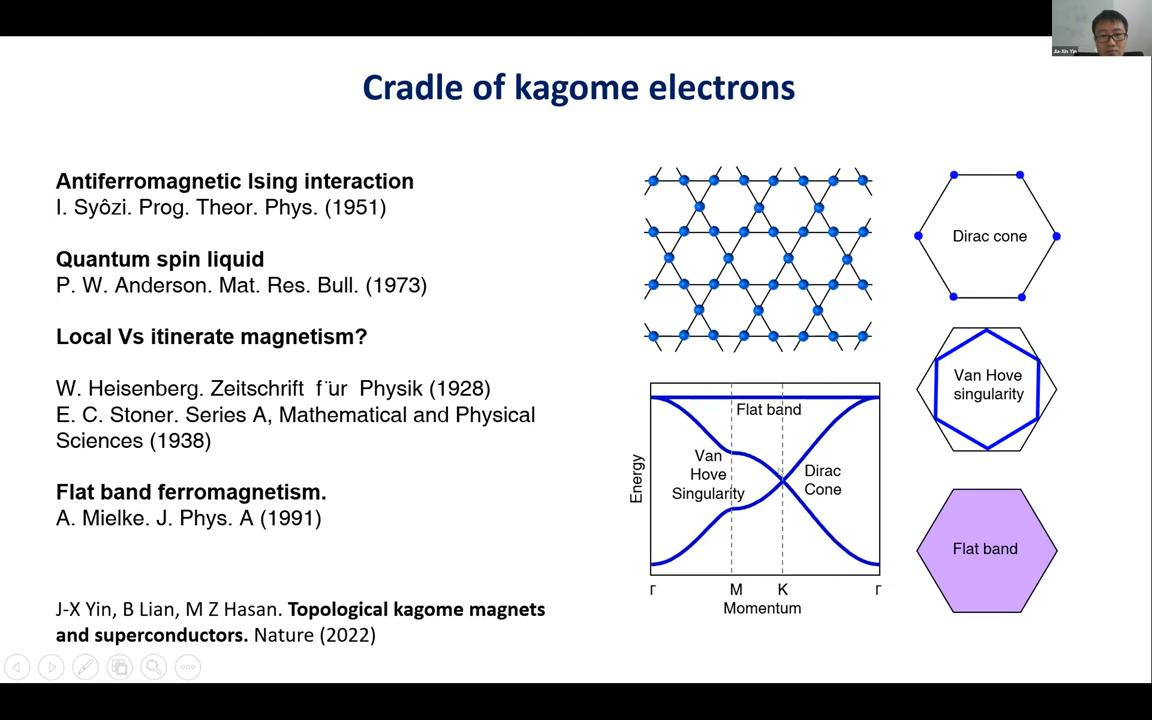 Jia-Xin Yin
Cradle of kagome electrons
Antiferromagnetic Ising interaction
I. Syôzi. Prog. Theor. Phys. (1951)
Quantum spin liquid
P. W. Anderson. Mat. Res. Bull. (1973)
Local Vs itinerate magnetism?
W. Heisenberg. Zeitschrift f¨ur Physik (1928)
E. C. Stoner. Series A, Mathematical and Physical
Sciences (1938)
Flat band ferromagnetism.
A. Mielke. J. Phys. A (1991)
J-X Yin, B Lian, M Z Hasan. Topological kagome magnets
and superconductors. Nature (2022)
Energy
Flat band
Van
Hove
Singularity
Dirac
Cone
Γ M K Γ
Momentum
Dirac cone
Van Hove
singularity
Flat band